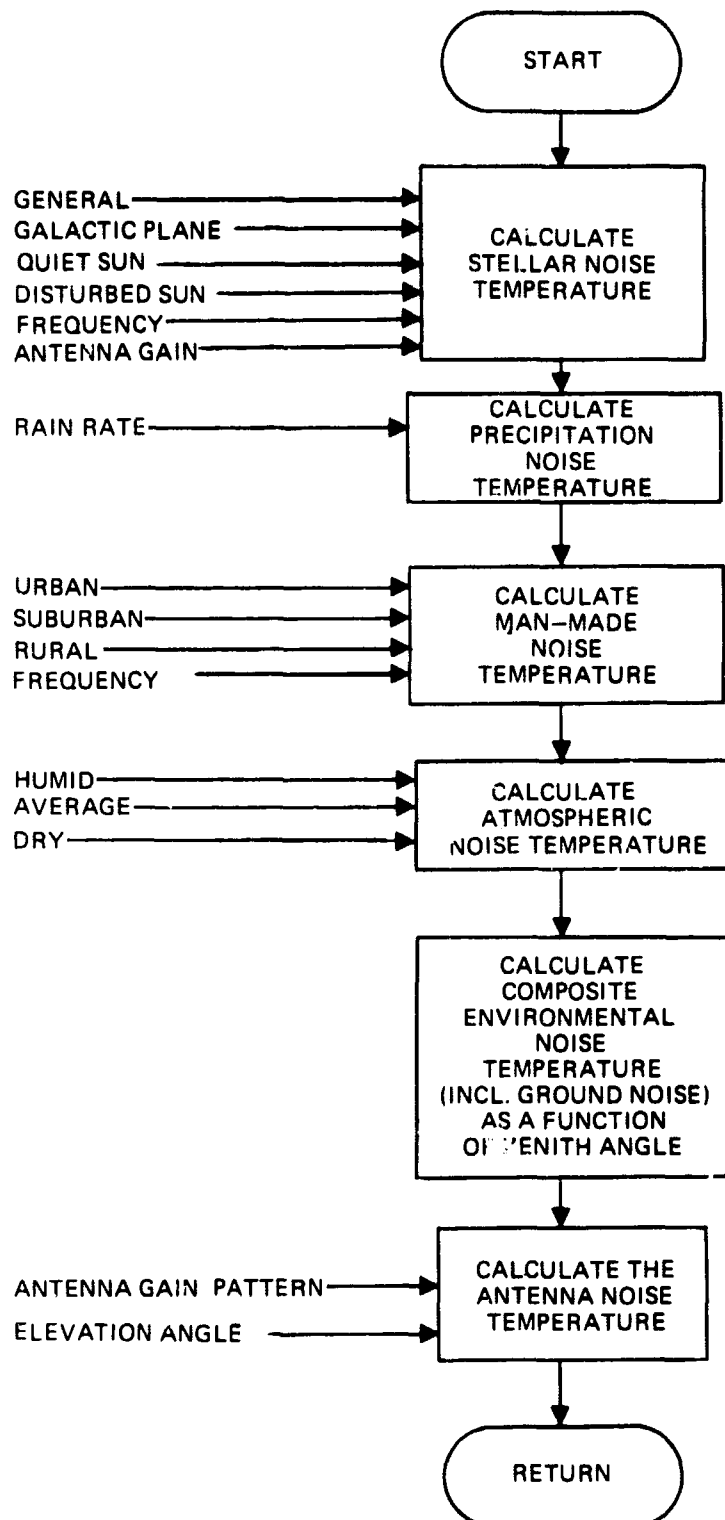 START
GENERAL
GALACTIC PLANE
QUIET SUN
DISTURBED SUN
FREQUENCY
ANTENNA GAIN
CALCULATE
STELLAR NOISE
TEMPERATURE
RAIN RATE
CALCULATE
PRECIPITATION
NOISE
TEMPERATURE
URBAN
SUBURBAN
RURAL
FREQUENCY
CALCULATE
MAN–MADE
NOISE
TEMPERATURE
HUMID
AVERAGE
DRY
CALCULATE
ATMOSPHERIC
NOISE TEMPERATURE
CALCULATE
COMPOSITE
ENVIRONMENTAL
NOISE
TEMPERATURE
(INCL. GROUND NOISE)
AS A FUNCTION
ANGLE
ANTENNA GAIN PATTERN
ELEVATION ANGLE
CALCULATE THE
ANTENNA NOISE
TEMPERATURE
RETURN